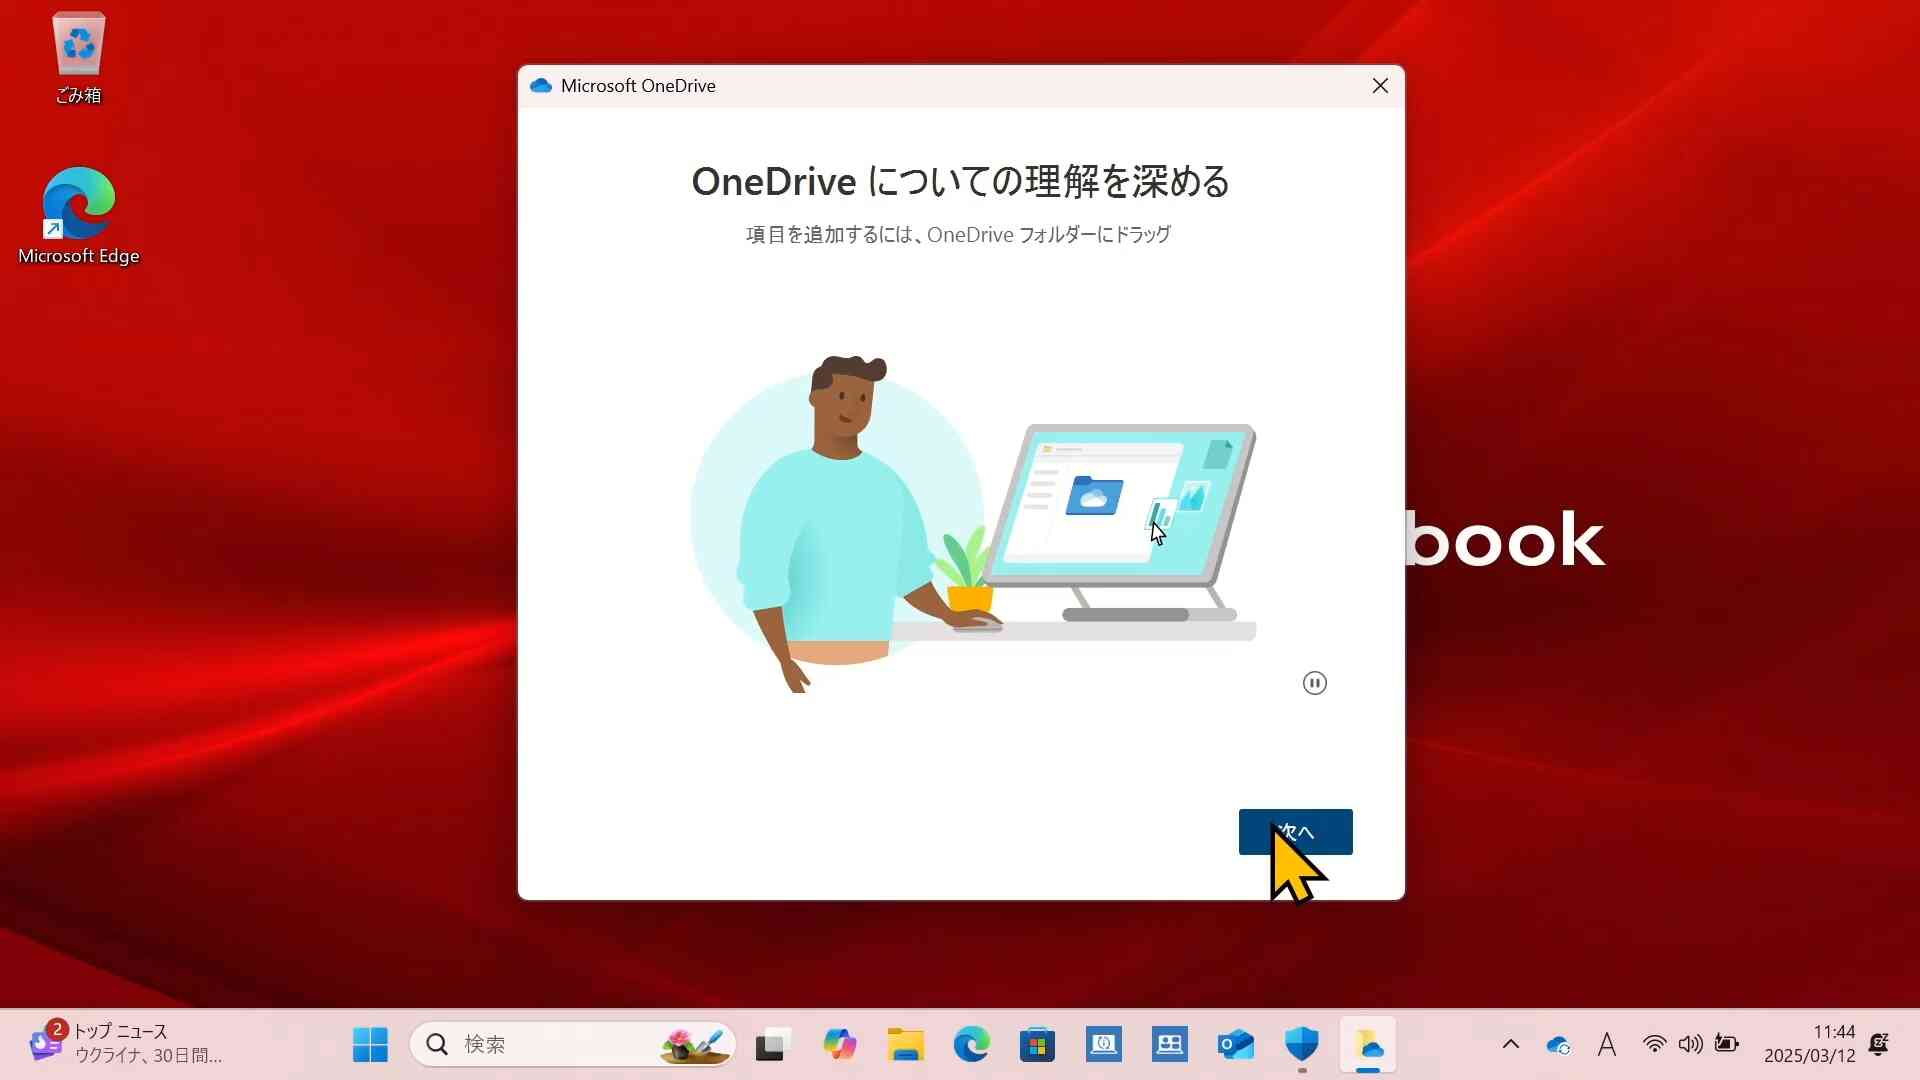 ごみ箱
Microsoft Edge
Microsoft OneDrive
OneDrive についての理解を深める
項目を追加するには、OneDrive フォルダーにドラッグ
book
次へ
2
トップ ニュース
ウクライナ、30日間...
検索
A
11:44
2025/03/12